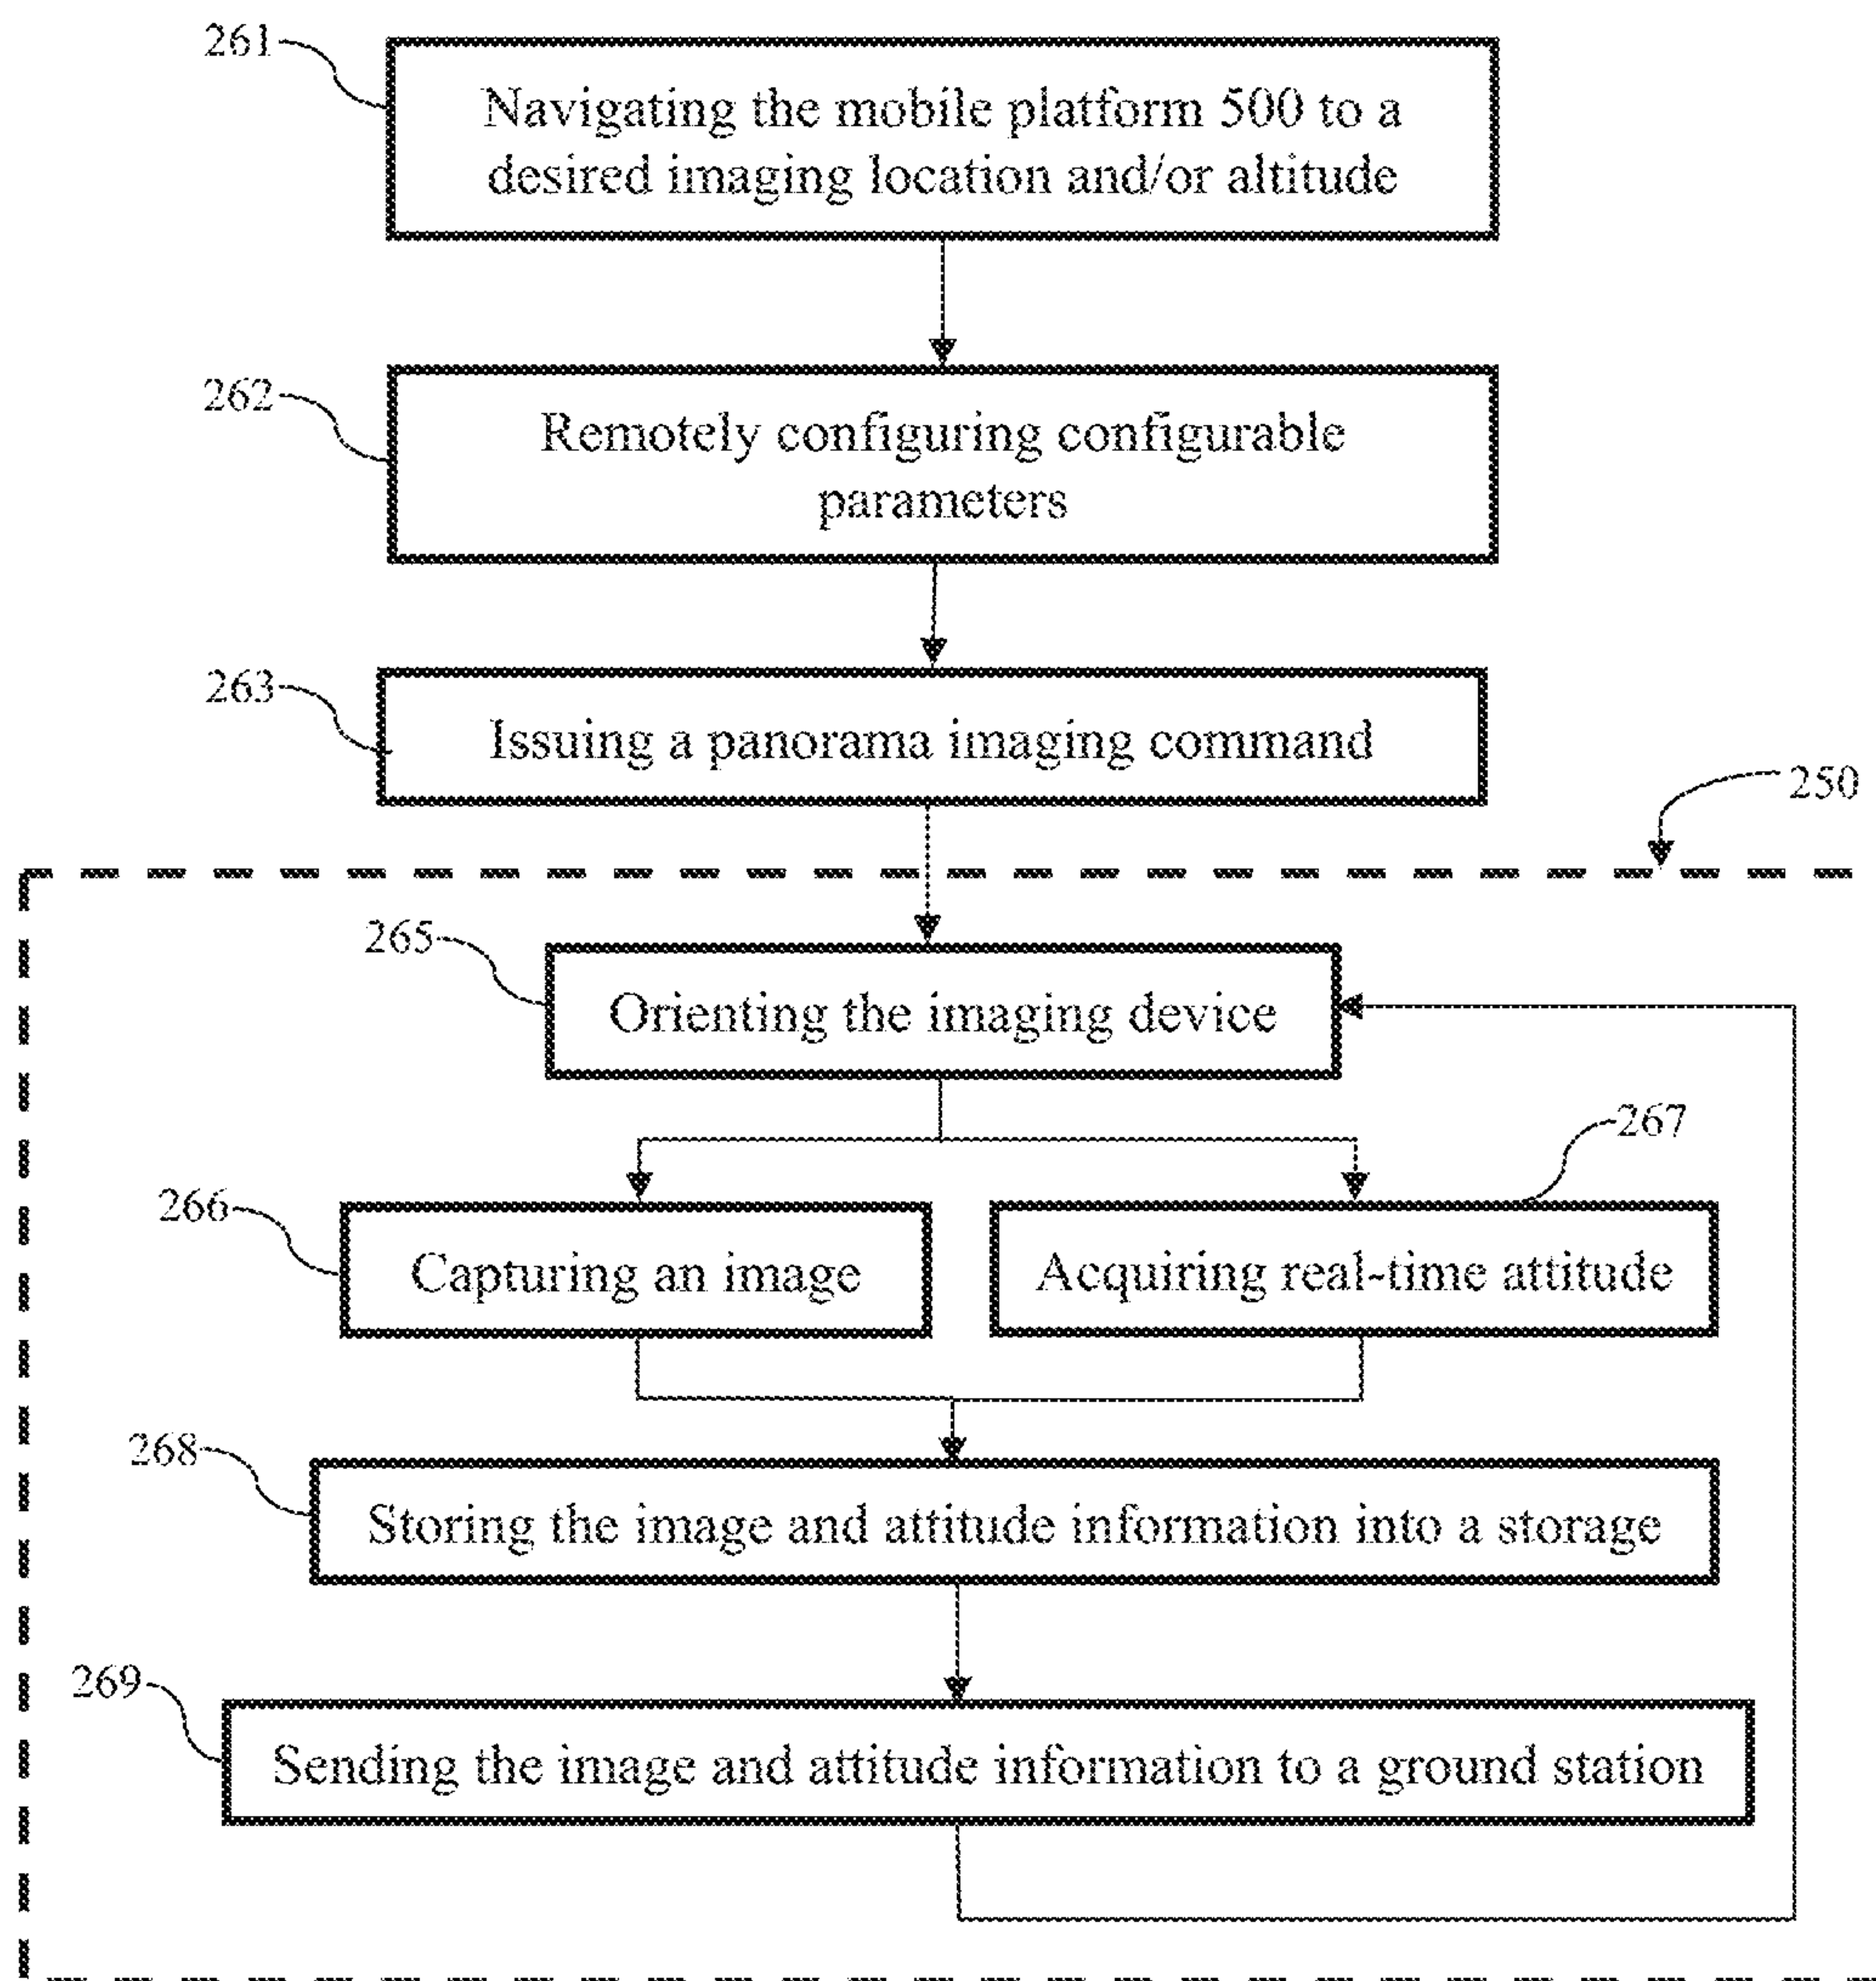 261
Navigating the mobile platform 500 to a
desired imaging location and/or altitude
262
Remotely configuring configurable
parameters
263
Issuing a panorama imaging command
250
265
Orienting the imaging device
267
266
Capturing an image
Acquiring real-time attitude
268
Storing the image and attitude information into a storage
269
Sending the image and attitude information to a ground station